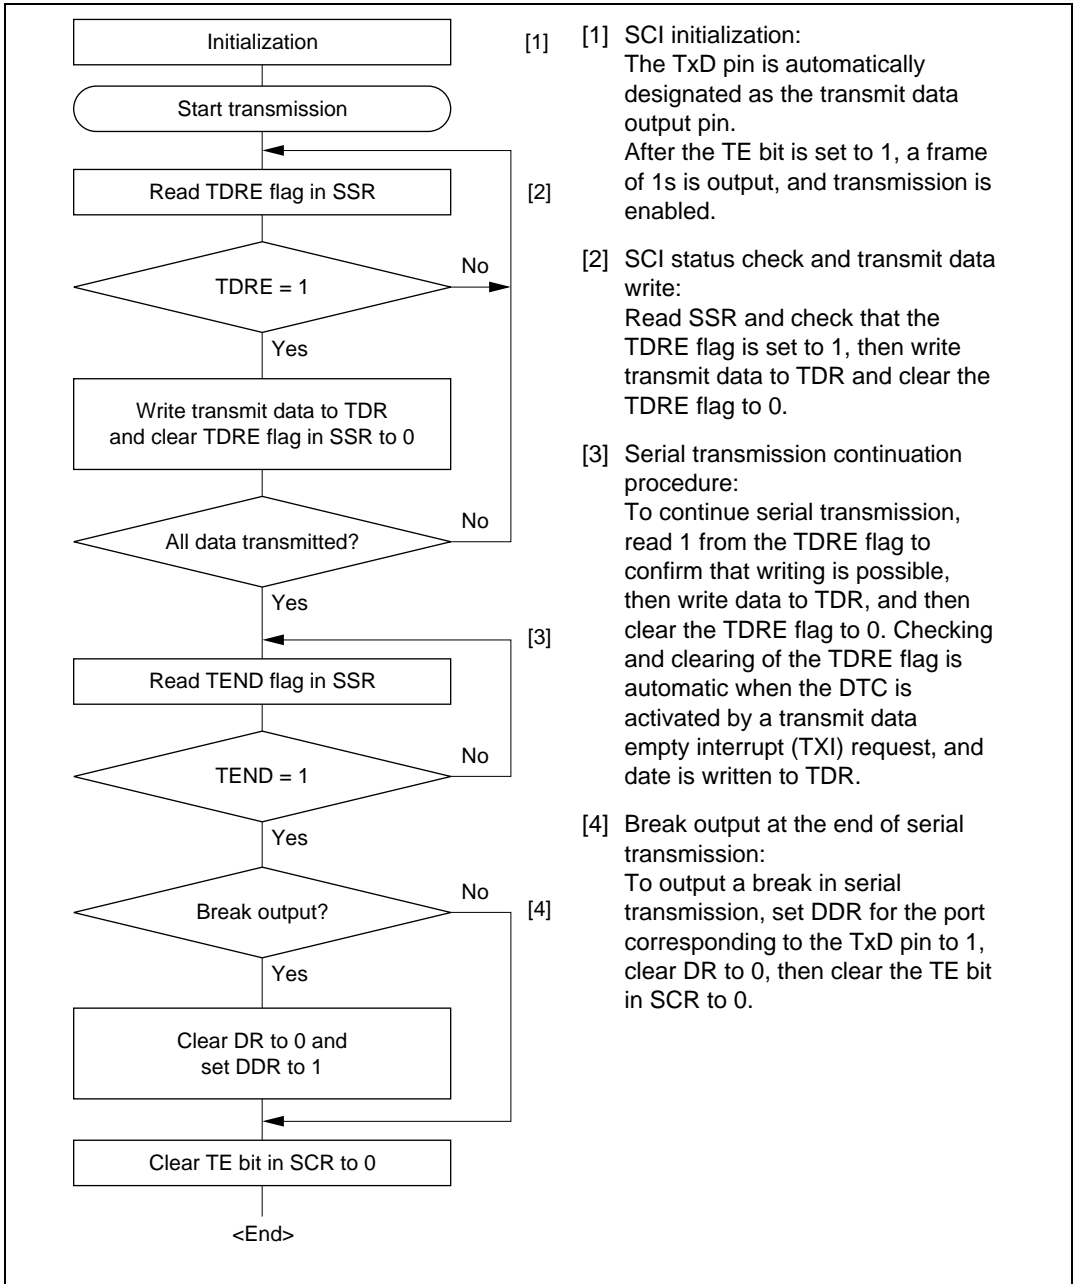 Initialization
[1]
Start transmission
Read TDRE flag in SSR
[2]
TDRE = 1
No
Yes
Write transmit data to TDR
and clear TDRE flag in SSR to 0
All data transmitted?
No
Yes
[3]
Read TEND flag in SSR
TEND = 1
No
Yes
Break output?
No
[4]
Yes
Clear DR to 0 and
set DDR to 1
Clear TE bit in SCR to 0
<End>
[1] SCI initialization:
The TxD pin is automatically
designated as the transmit data
output pin.
After the TE bit is set to 1, a frame
of 1s is output, and transmission is
enabled.
[2] SCI status check and transmit data
write:
Read SSR and check that the
TDRE flag is set to 1, then write
transmit data to TDR and clear the
TDRE flag to 0.
[3] Serial transmission continuation
procedure:
To continue serial transmission,
read 1 from the TDRE flag to
confirm that writing is possible,
then write data to TDR, and then
clear the TDRE flag to 0. Checking
and clearing of the TDRE flag is
automatic when the DTC is
activated by a transmit data
empty interrupt (TXI) request, and
date is written to TDR.
[4] Break output at the end of serial
transmission:
To output a break in serial
transmission, set DDR for the port
corresponding to the TxD pin to 1,
clear DR to 0, then clear the TE bit
in SCR to 0.